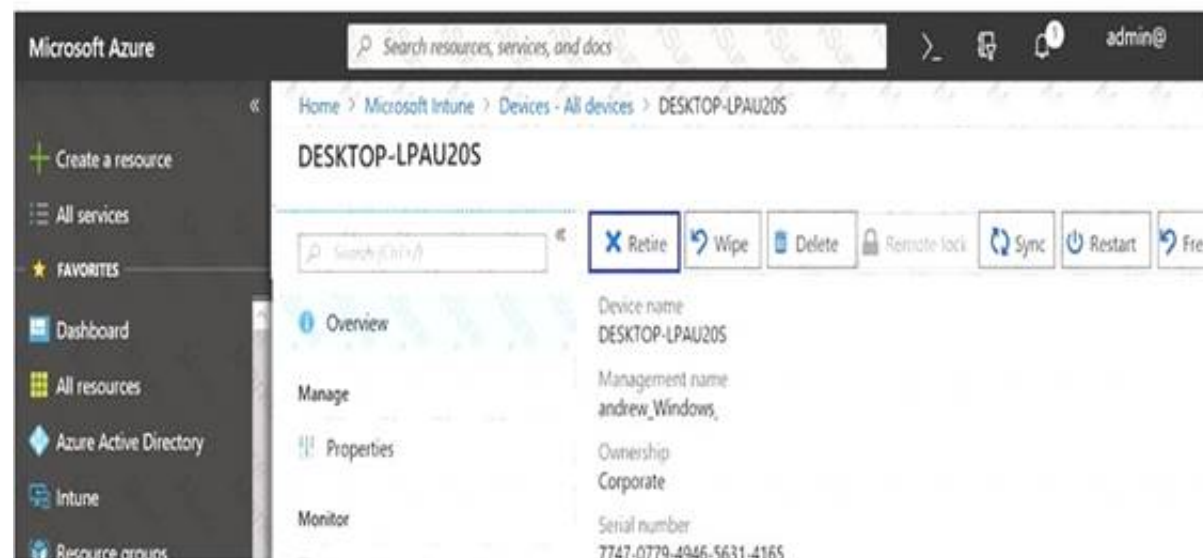 Microsoft Azure
Search resources, services, and docs
admin@
Home > Microsoft Intune > Devices - All devices > DESKTOP-LPAU20S
DESKTOP-LPAU20S
Create a resource
All services
FAVORITES
Dashboard
All resources
Azure Active Directory
Intune
Resource groups
Search (Ctrl+/)
Overview
Manage
Properties
Monitor
Retire
Wipe
Delete
Remote lock
Sync
Restart
Fre
Device name
DESKTOP-LPAU20S
Management name
andrew_Windows_
Ownership
Corporate
Serial number
7747-0779-4946-5631-4165